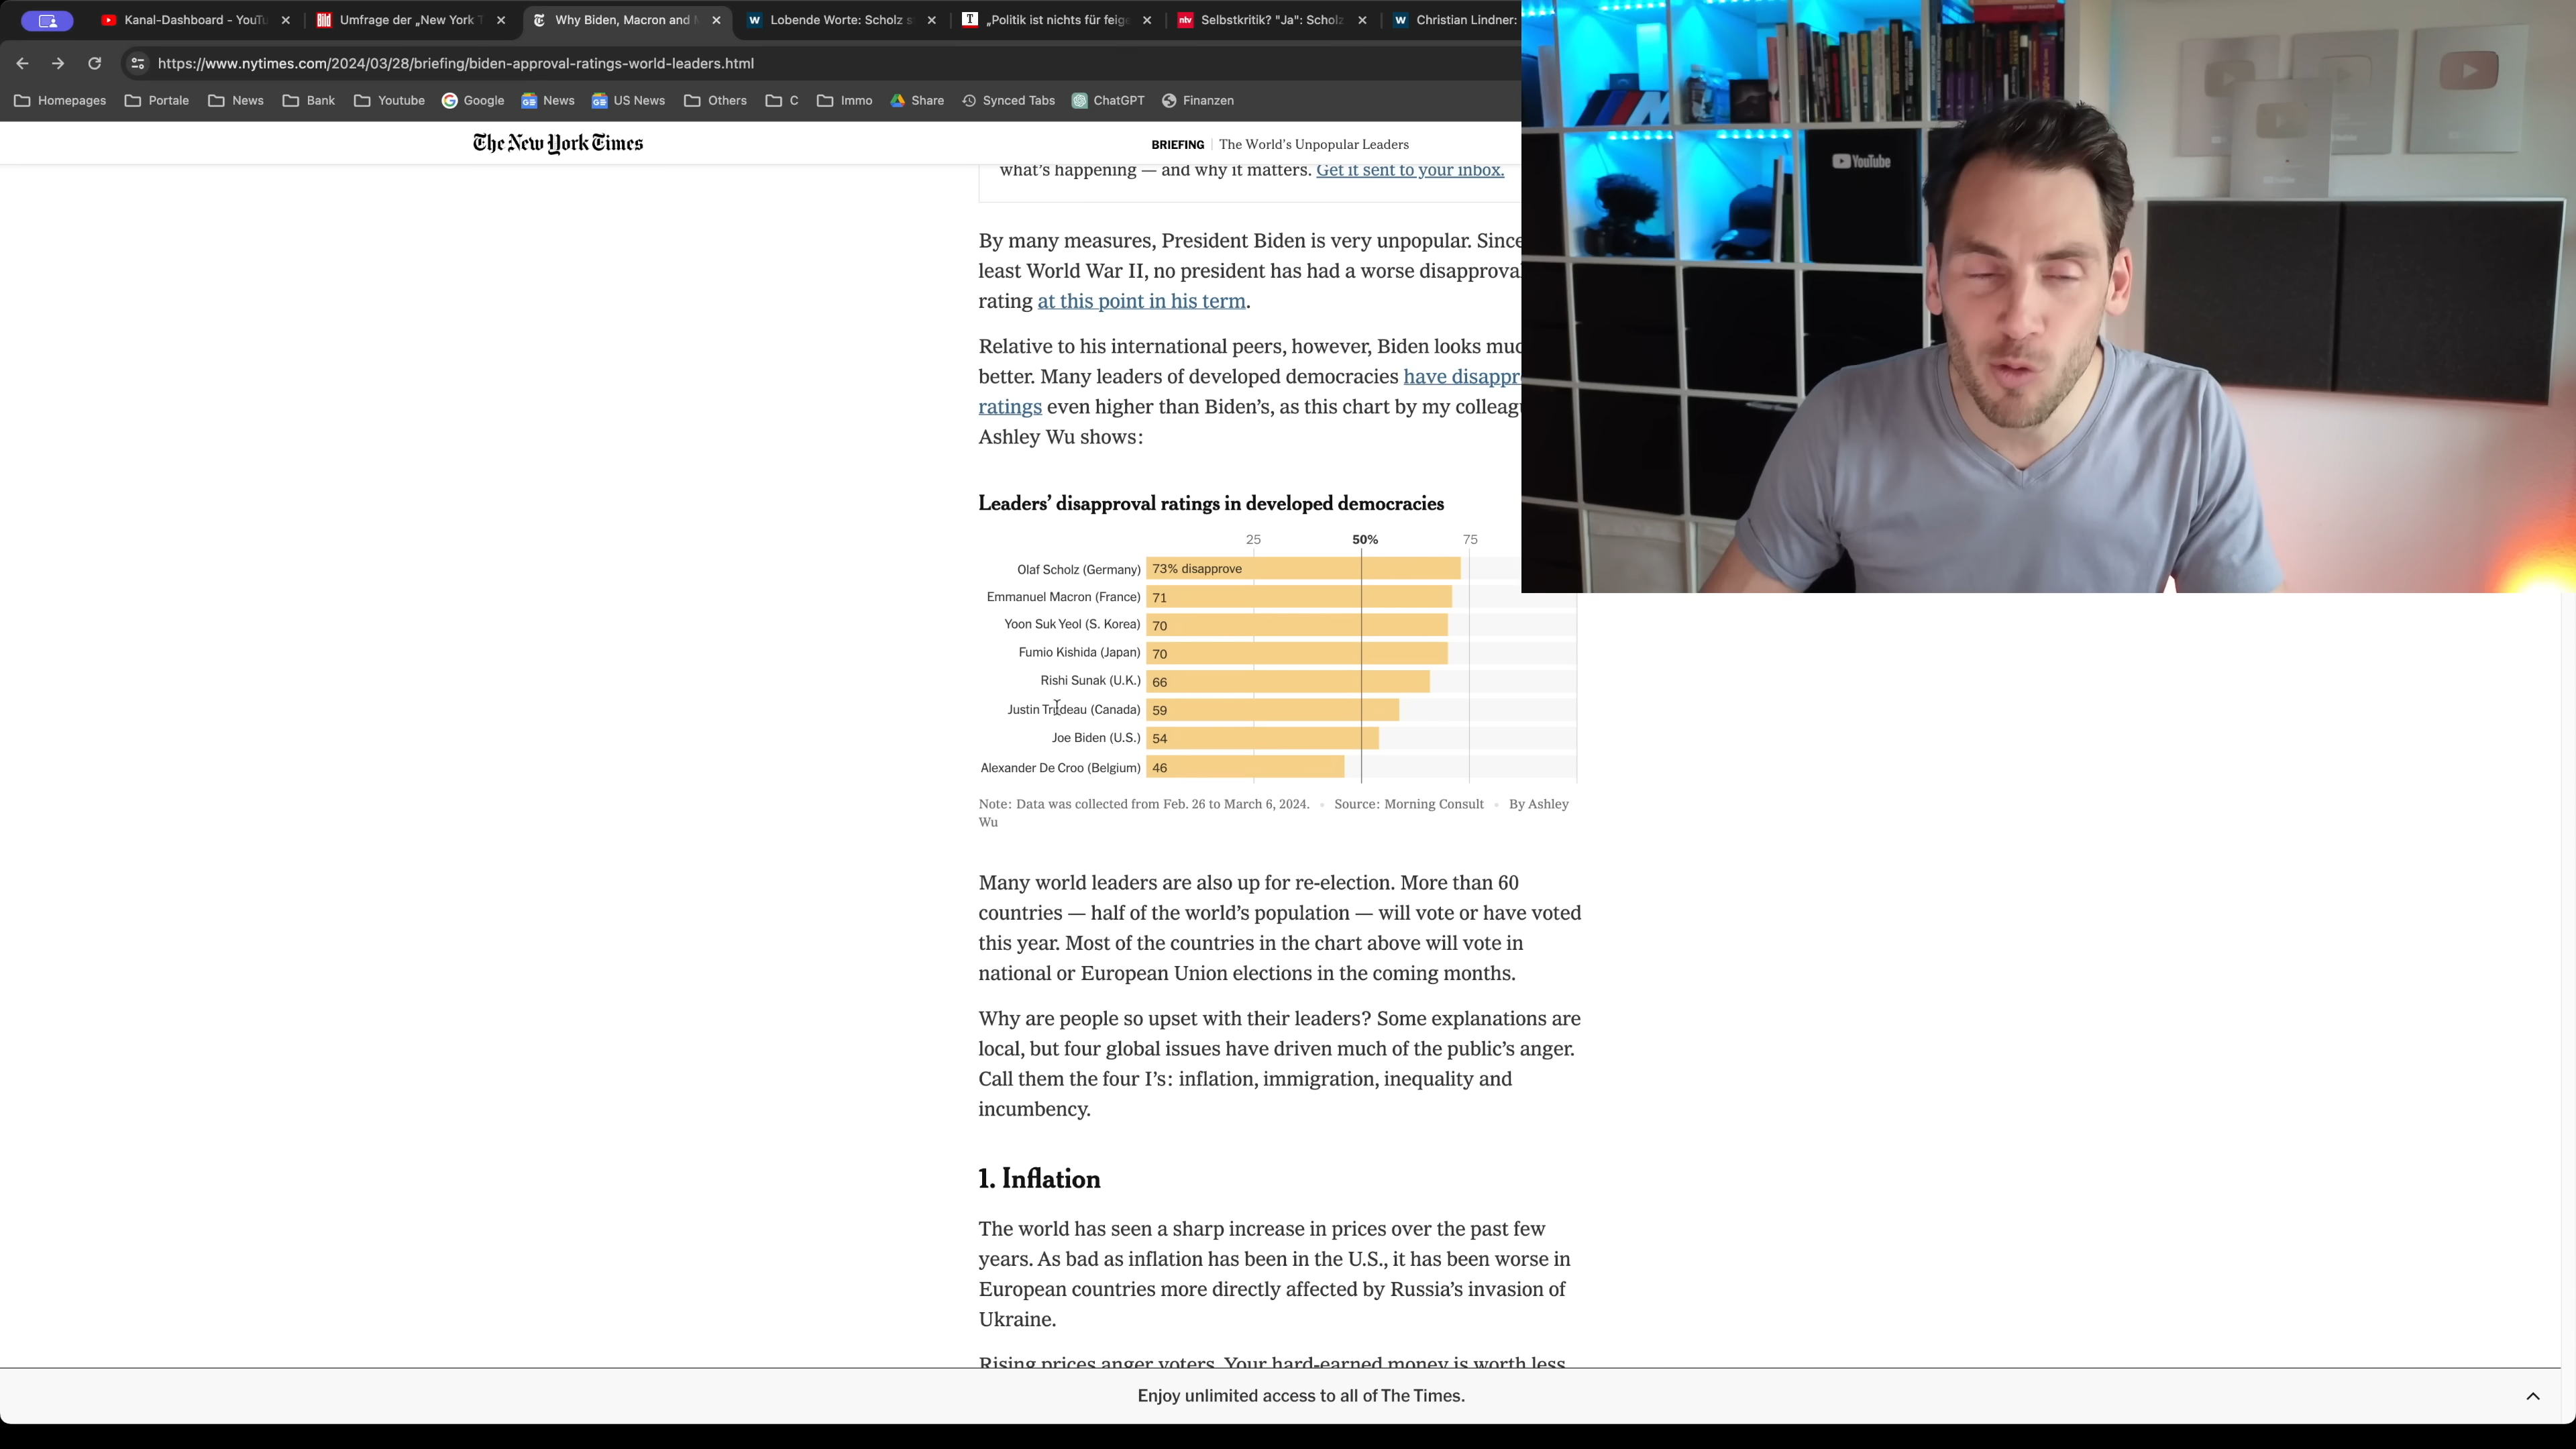 Kanal-Dashboard - YouTu
Umfrage der „New York T
Why Biden, Macron and
Lobende Worte: Scholz s
„Politik ist nichts für feige
Selbstkritik? "Ja": Scholz
Christian Lindner:
https://www.nytimes.com/2024/03/28/briefing/biden-approval-ratings-world-leaders.html
Homepages Portale News Bank Youtube Google News US News Others C Immo Share Synced Tabs ChatGPT Finanzen
The New York Times
BRIEFING | The World's Unpopular Leaders
what's happening — and why it matters. Get it sent to your inbox.
By many measures, President Biden is very unpopular. Since
least World War II, no president has had a worse disapprova
rating at this point in his term.
Relative to his international peers, however, Biden looks muc
better. Many leaders of developed democracies have disappr
ratings even higher than Biden's, as this chart by my colleag
Ashley Wu shows:
Leaders' disapproval ratings in developed democracies
25 50% 75
Olaf Scholz (Germany) 73% disapprove
Emmanuel Macron (France) 71
Yoon Suk Yeol (S. Korea) 70
Fumio Kishida (Japan) 70
Rishi Sunak (U.K.) 66
Justin Trudeau (Canada) 59
Joe Biden (U.S.) 54
Alexander De Croo (Belgium) 46
Note: Data was collected from Feb. 26 to March 6, 2024. • Source: Morning Consult • By Ashley
Wu
Many world leaders are also up for re-election. More than 60
countries — half of the world's population — will vote or have voted
this year. Most of the countries in the chart above will vote in
national or European Union elections in the coming months.
Why are people so upset with their leaders? Some explanations are
local, but four global issues have driven much of the public's anger.
Call them the four I's: inflation, immigration, inequality and
incumbency.
1. Inflation
The world has seen a sharp increase in prices over the past few
years. As bad as inflation has been in the U.S., it has been worse in
European countries more directly affected by Russia's invasion of
Ukraine.
Rising prices anger voters. Your hard-earned money is worth less
Enjoy unlimited access to all of The Times.
YouTube